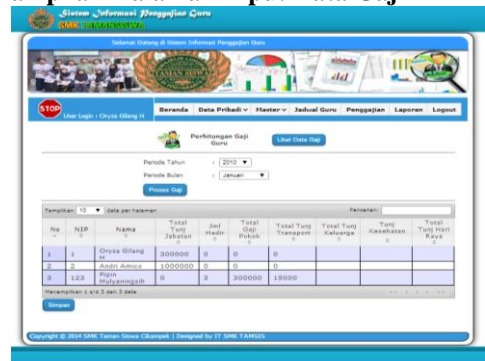 Sistem Informasi Penggajian Guru
SMK TAMANSISWA
Selamat Datang di Sistem Informasi Penggajian Guru
STOP
User Login : Oryza Gilang H
Beranda Data Pribadi Master Jadwal Guru Penggajian Laporan Logout
Perhitungan Gaji Guru
Lihat Data Gaji
Periode Tahun : 2010
Periode Bulan : Januari
Proses Gaji
Tampilkan 10 data per halaman
Pencarian:
No NIP Nama Total Tunj Jabatan Jml Hadir Total Gaji Pokok Total Tunj Transport Total Tunj Keluarga Tunj Kesehatan Total Tunj Hari Raya
1 1 Oryza Gilang H 300000 0 0 0
2 2 Andri Amico 1000000 0 0 0
3 123 Pipin Mulyaningsih 0 3 300000 18000
Menampilkan 1 s/d 3 dari 3 data
Simpan
Copyright © 2014 SMK Taman Siswa Cikampek | Designed by IT SMK TAMSIS